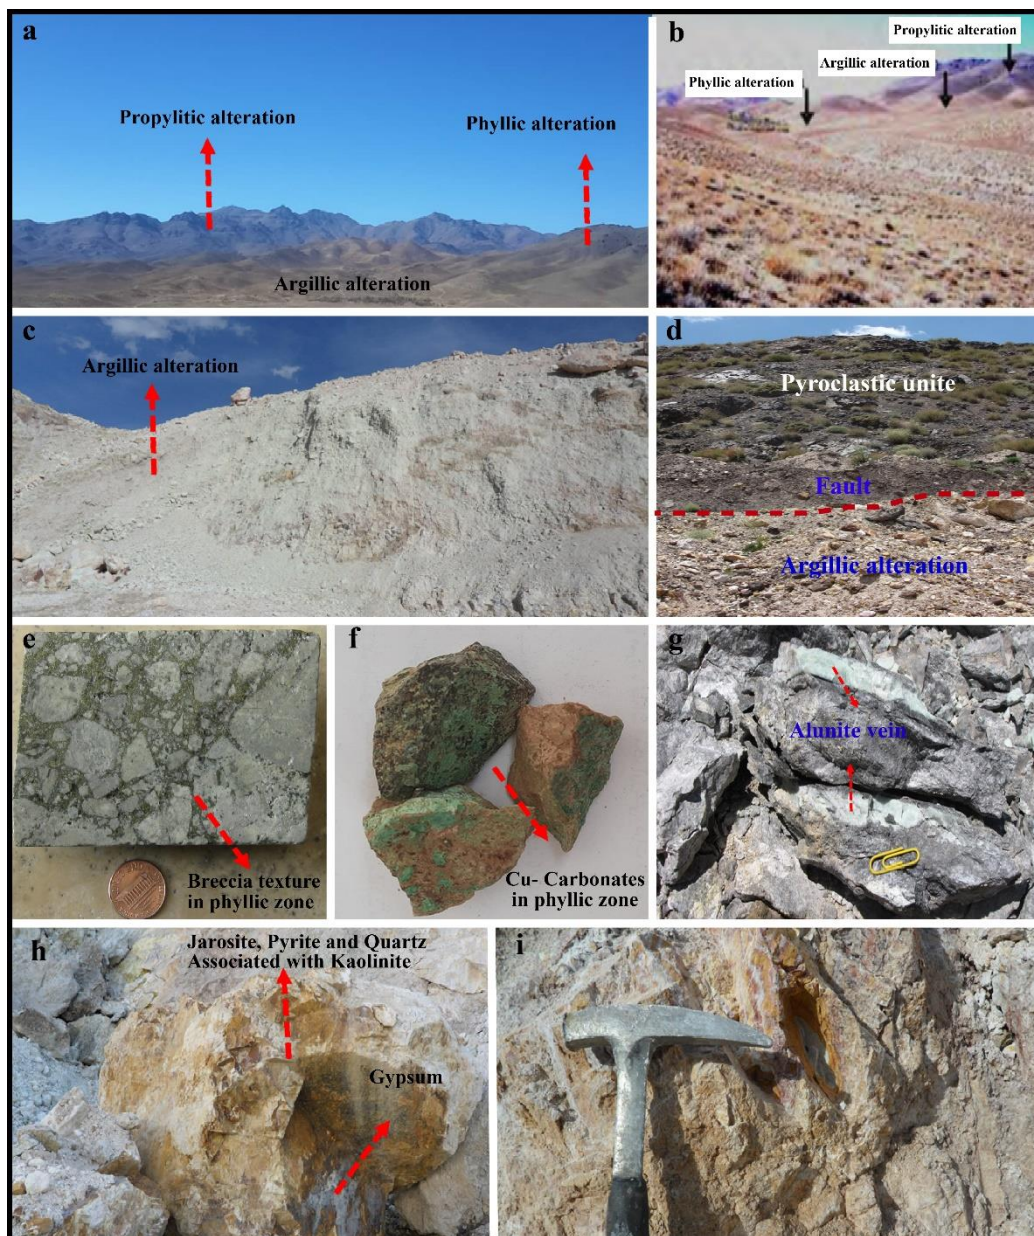 a
Propylitic alteration
Phyllic alteration
Argillic alteration
b
Propylitic alteration
Argillic alteration
Phyllic alteration
c
Argillic alteration
d
Pyroclastic unite
Fault
Argillic alteration
e
Breccia texture
in phyllic zone
f
Cu- Carbonates
in phyllic zone
g
Alunite vein
h
Jarosite, Pyrite and Quartz
Associated with Kaolinite
Gypsum
i